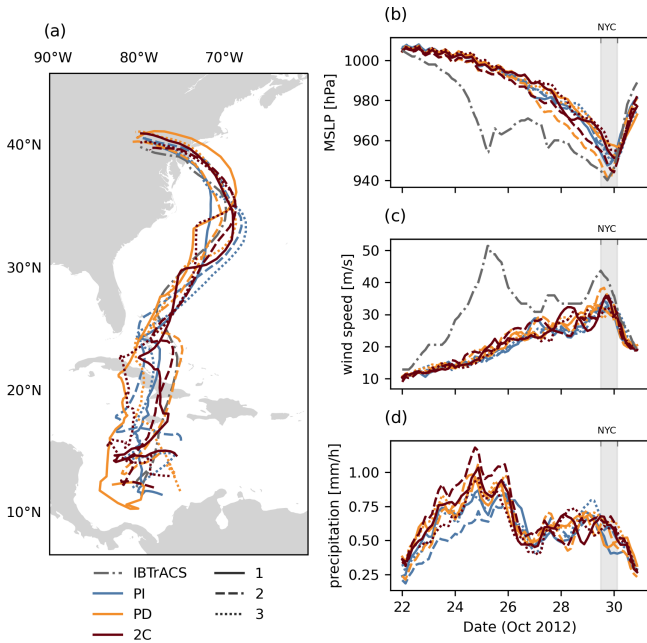 (a)
90°W 80°W 70°W
40°N
30°N
20°N
10°N
IBTrACS
PI
PD
2C
1
2
3
(b)
NYC
MSLP [hPa]
1000
980
960
940
(c)
NYC
wind speed [m/s]
50
40
30
20
10
(d)
NYC
precipitation [mm/h]
1.00
0.75
0.50
0.25
22 24 26 28 30
Date (Oct 2012)